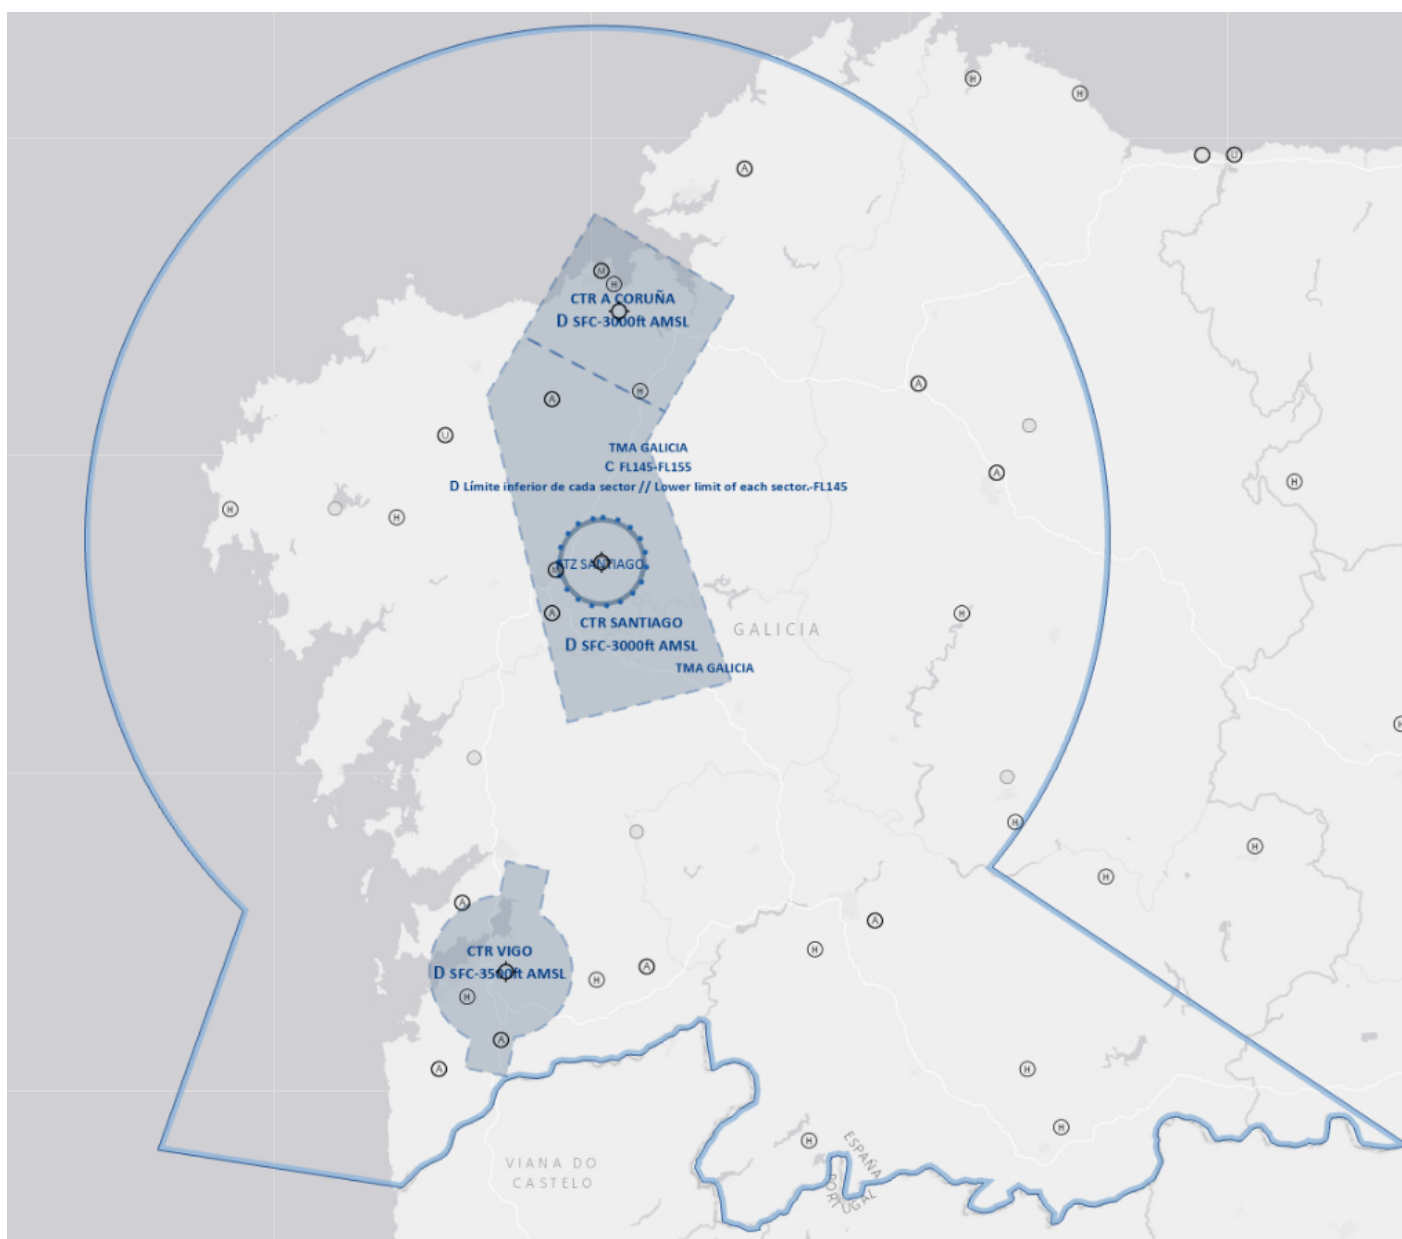 H
H
U
A
M
H
CTR A CORUÑA
D SFC-3000ft AMSL
A
H
A
U
TMA GALICIA
C FL145-FL155
D Límite inferior de cada sector // Lower limit of each sector.-FL145
A
H
H
H
M
ATZ SANTIAGO
A
CTR SANTIAGO
D SFC-3000ft AMSL
GALICIA
H
TMA GALICIA
H
H
H
H
A
A
CTR VIGO
D SFC-3500ft AMSL
H
H
A
H
A
A
H
H
H
VIANA DO
CASTELO
ESPAÑA
PORTUGAL